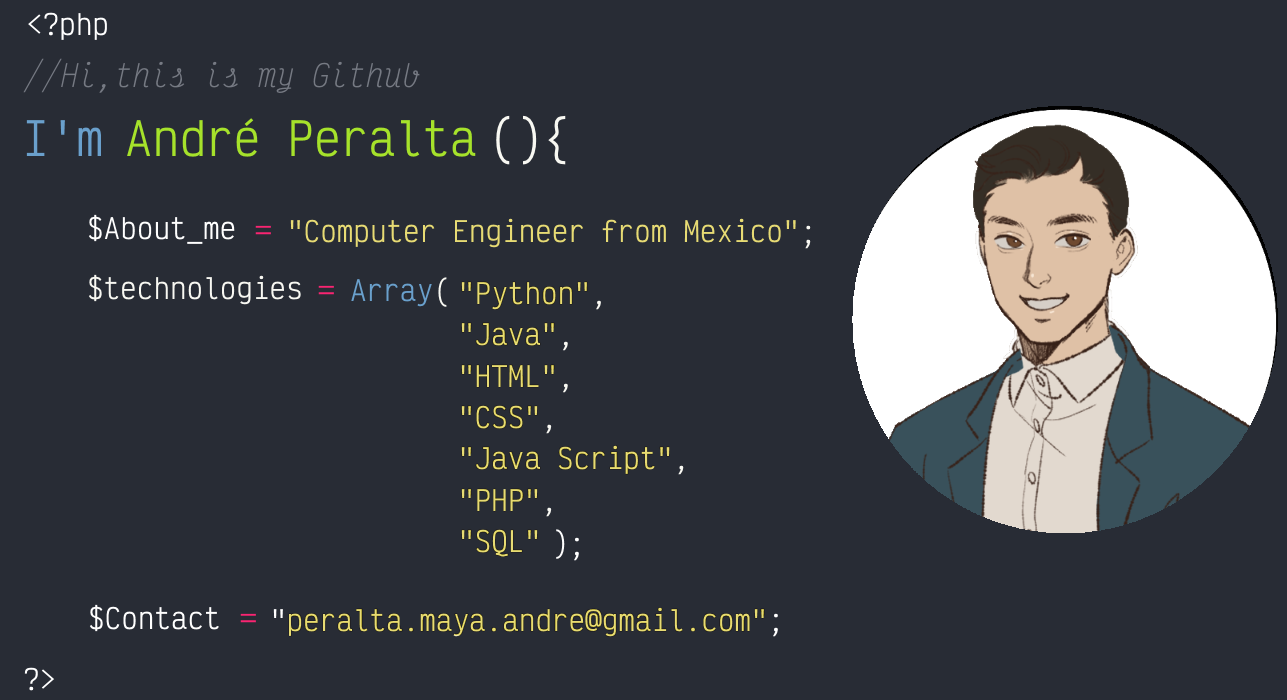 <?php
//Hi,this is my Github
I'm André Peralta (){
$About_me = "Computer Engineer from Mexico";
$technologies = Array( "Python",
"Java",
"HTML",
"CSS",
"Java Script",
"PHP",
"SQL" );
$Contact = "peralta.maya.andre@gmail.com";
?>